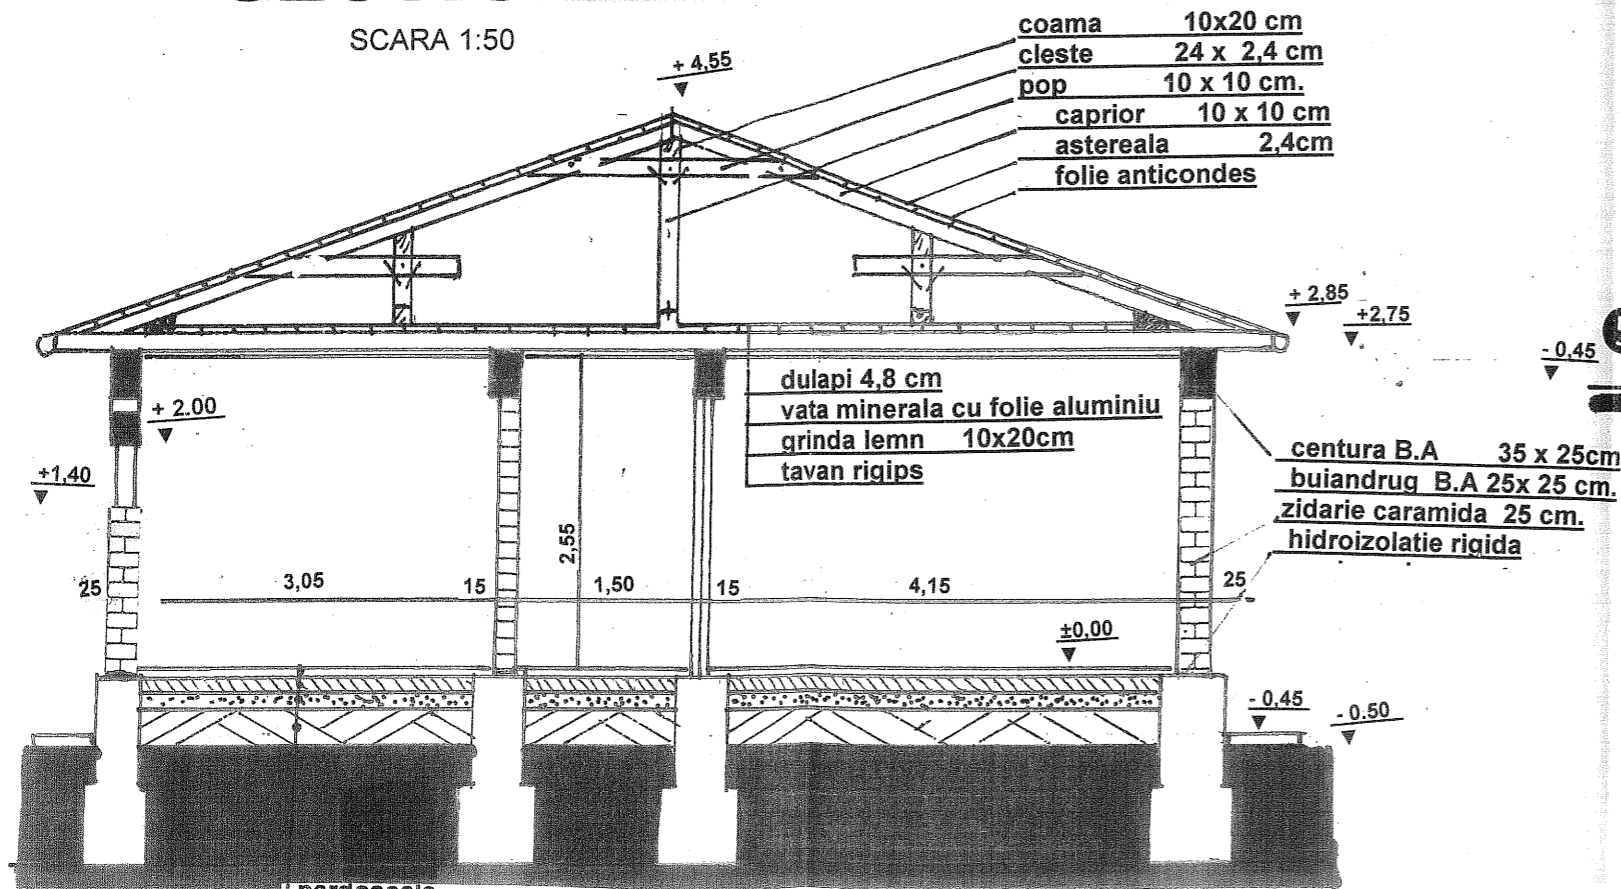 SCARA 1:50
+ 4,55
coama 10x20 cm
cleste 24 x 2,4 cm
pop 10 x 10 cm.
caprior 10 x 10 cm
astereala 2,4cm
folie anticondes
+ 2,85
+2,75
- 0,45
dulapi 4,8 cm
vata minerala cu folie aluminiu
grinda lemn 10x20cm
tavan rigips
+ 2.00
+1,40
centura B.A 35 x 25cm
buiandrug B.A 25x 25 cm.
zidarie caramida 25 cm.
hidroizolatie rigida
2,55
25 3,05 15 1,50 15 4,15 25
±0,00
- 0,45
- 0.50